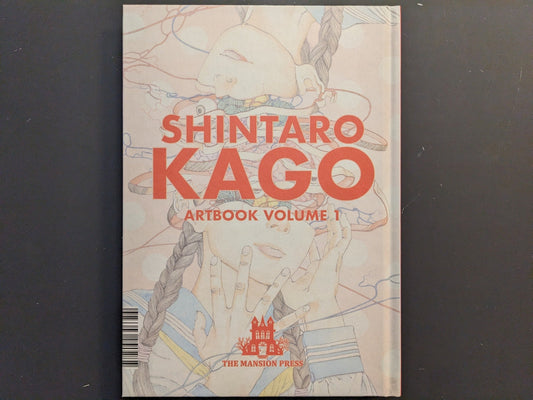 SHINTARO
KAGO
ARTBOOK VOLUME 1
THE MANSION PRESS